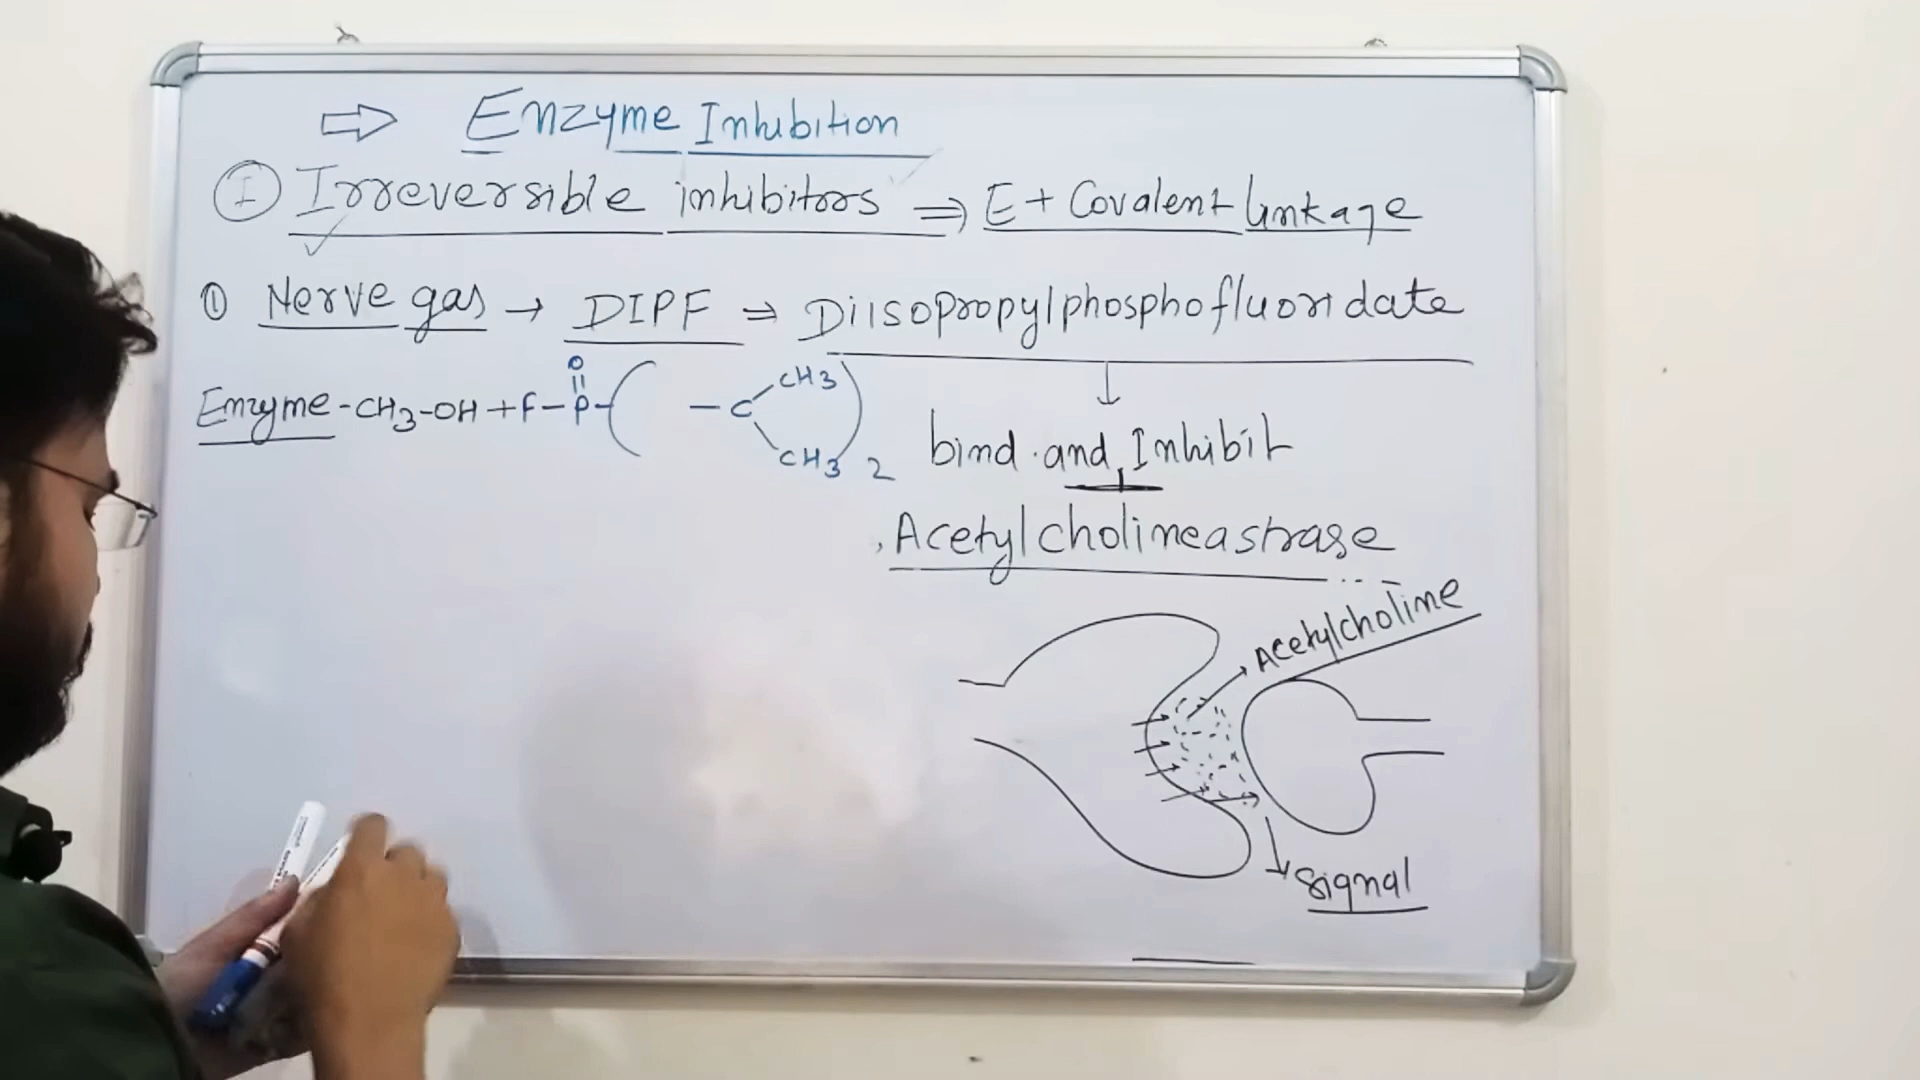 ⇒ Enzyme Inhibition
I Irreversible inhibitors ⇒ E + Covalent linkage
① Nerve gas → DIPF ⇒ Diisopropylphosphofluoridate
Enzyme-CH3-OH + F-P-( -C CH3 CH3 )2
O
bind and Inhibit
Acetylcholineastrase
Acetylcholine
Signal